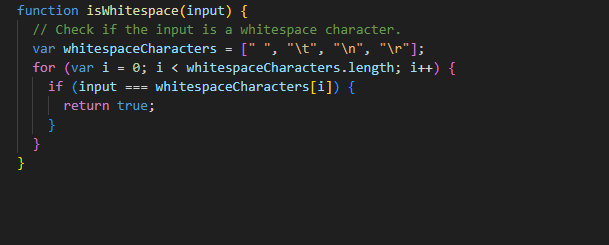 function isWhitespace(input) {
  // Check if the input is a whitespace character.
  var whitespaceCharacters = [" ", "\t", "\n", "\r"];
  for (var i = 0; i < whitespaceCharacters.length; i++) {
    if (input === whitespaceCharacters[i]) {
      return true;
    }
  }
}